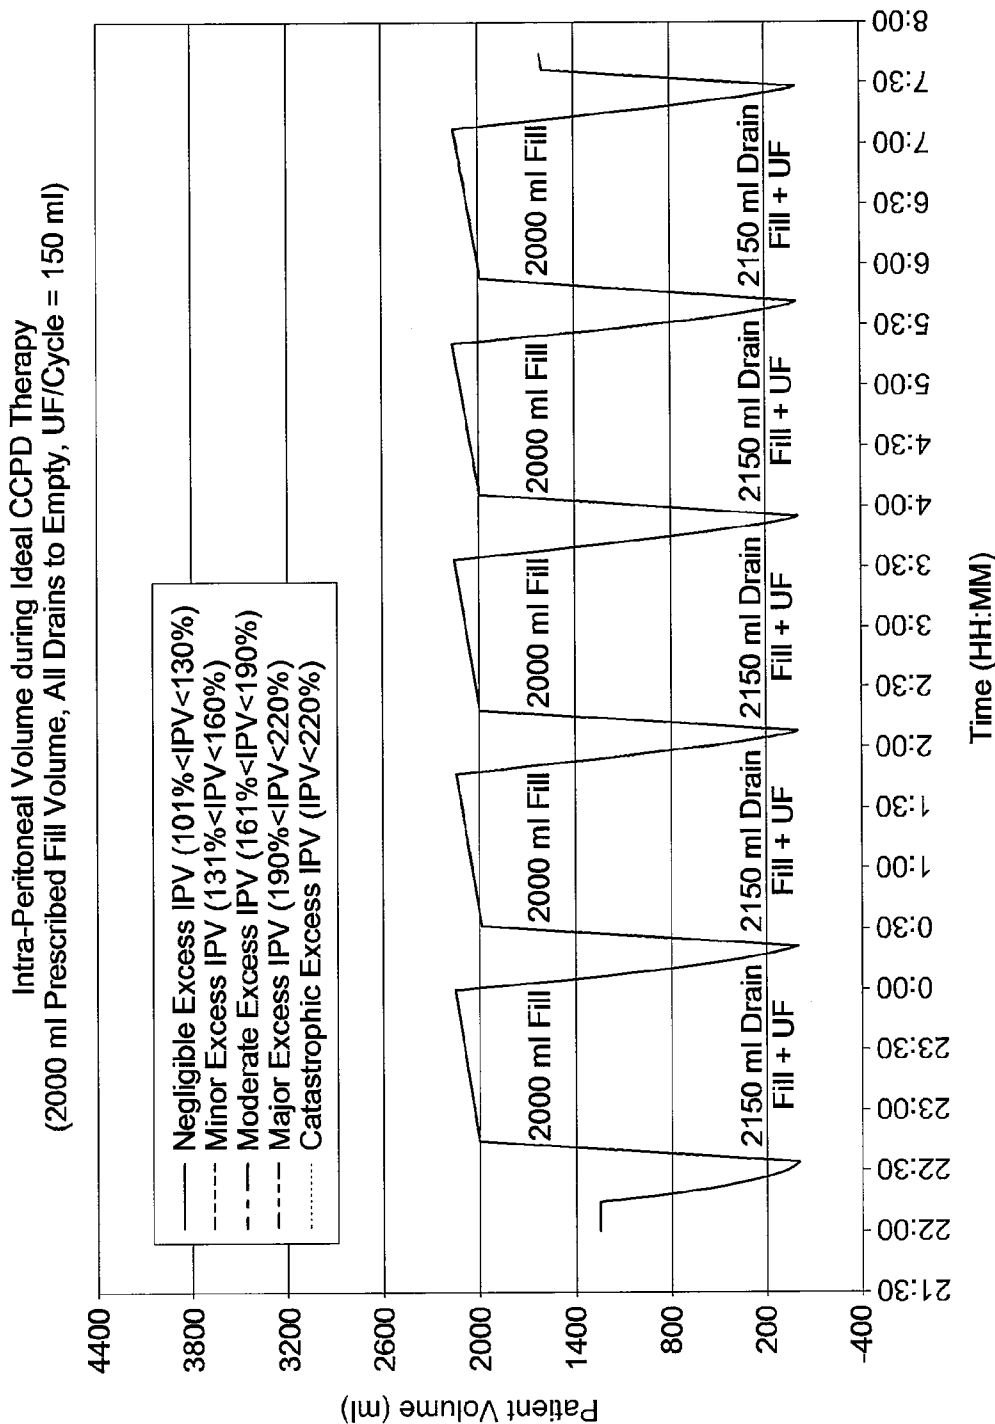 Intra-Peritoneal Volume during Ideal CCPD Therapy
(2000 ml Prescribed Fill Volume, All Drains to Empty, UF/Cycle = 150 ml)
Patient Volume (ml)
4400
3800
3200
2600
2000
1400
800
200
-400
Negligible Excess IPV (101%<IPV<130%)
Minor Excess IPV (131%<IPV<160%)
Moderate Excess IPV (161%<IPV<190%
Major Excess IPV (190%<IPV<220%)
Catastrophic Excess IPV (IPV<220%)
2000 ml Fill
2000 ml Fill
2000 ml Fill
2000 ml Fill
2000 ml Fill
2150 ml Drain
Fill + UF
2150 ml Drain
Fill + UF
2150 ml Drain
Fill + UF
2150 ml Drain
Fill + UF
2150 ml Drain
Fill + UF
21:30
22:00
22:30
23:00
23:30
0:00
0:30
1:00
1:30
2:00
2:30
3:00
3:30
4:00
4:30
5:00
5:30
6:00
6:30
7:00
7:30
8:00
Time (HH:MM)